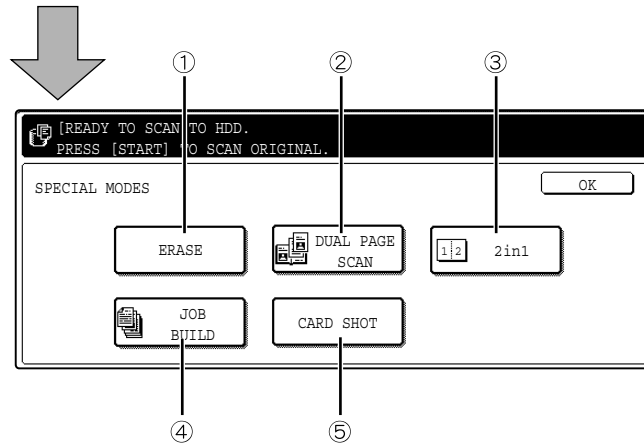 ① ② ③
[READY TO SCAN TO HDD.
PRESS [START] TO SCAN ORIGINAL.
SPECIAL MODES
OK
ERASE
DUAL PAGE
SCAN
1 2 2in1
JOB
BUILD
CARD SHOT
④ ⑤